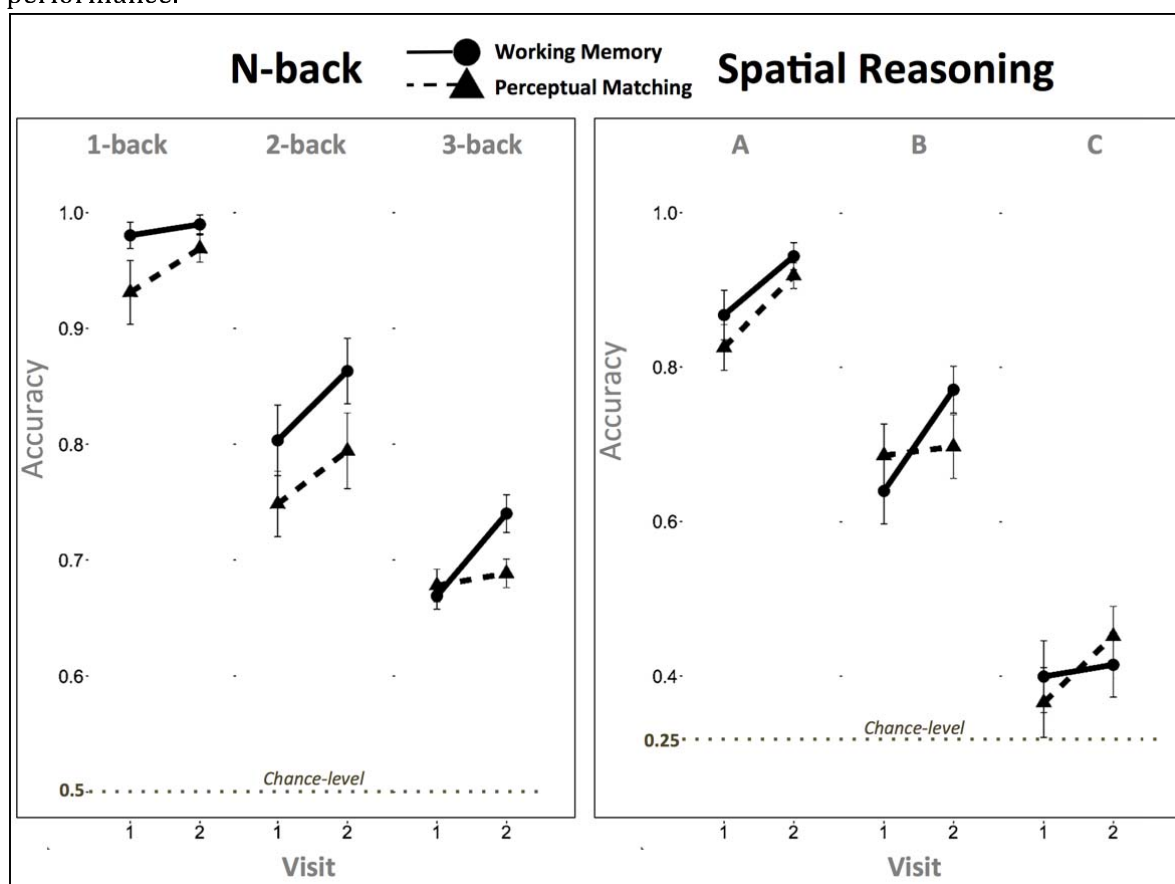 performance.
N-back
Working Memory
Perceptual Matching
Spatial Reasoning
1-back 2-back 3-back
Accuracy
1.0
0.9
0.8
0.7
0.6
0.5
Chance-level
1 2 1 2 1 2
Visit
A B C
Accuracy
1.0
0.8
0.6
0.4
0.25
Chance-level
1 2 1 2 1 2
Visit